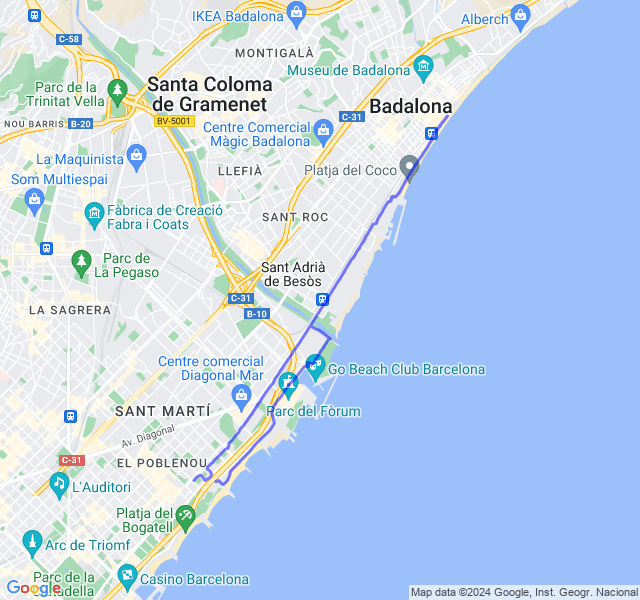 IKEA Badalona
Alberch
C-58
MONTIGALÀ
Museu de Badalona
Parc de la
Trinitat Vella
Santa Coloma
de Gramenet
Badalona
BV-5001
C-31
NOU BARRIS
B-20
Centre Comercial
Màgic Badalona
La Maquinista
LLEFIÀ
Platja del Coco
Som Multiespai
Fàbrica de Creació
Fabra i Coats
SANT ROC
Parc de
La Pegaso
Sant Adrià
de Besòs
C-31
B-10
LA SAGRERA
Centre comercial
Diagonal Mar
Go Beach Club Barcelona
SANT MARTÍ
Parc del Fòrum
Av. Diagonal
C-31
EL POBLENOU
L'Auditori
Platja del
Bogatell
Arc de Triomf
Parc de la
Casino Barcelona
Google
Map data ©2024 Google, Inst. Geogr. Nacional